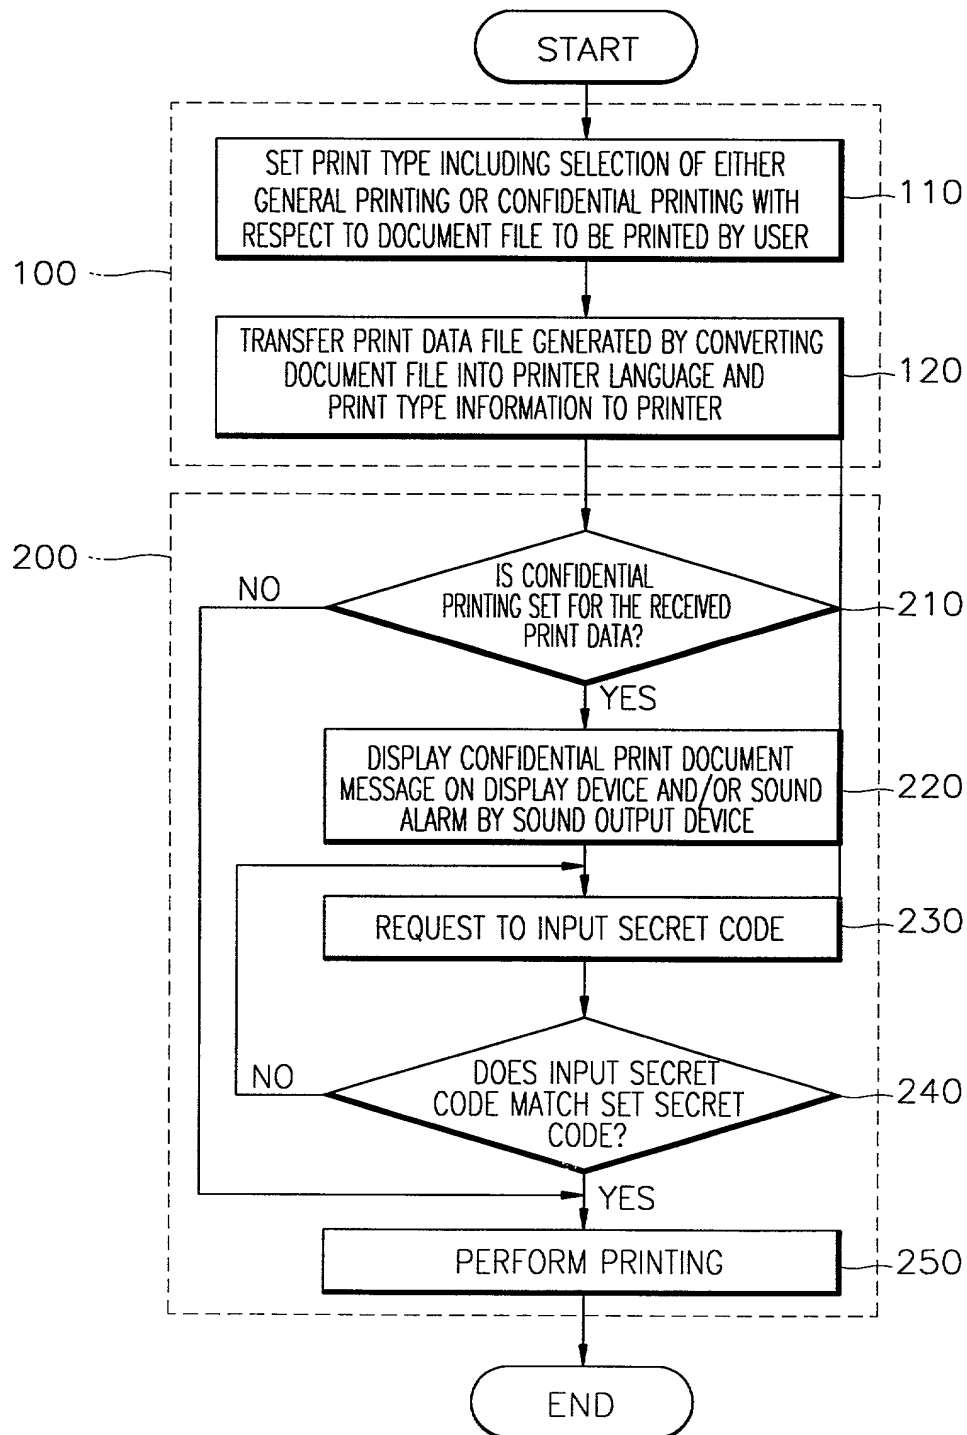 START
SET PRINT TYPE INCLUDING SELECTION OF EITHER
GENERAL PRINTING OR CONFIDENTIAL PRINTING WITH
RESPECT TO DOCUMENT FILE TO BE PRINTED BY USER
110
100
TRANSFER PRINT DATA FILE GENERATED BY CONVERTING
DOCUMENT FILE INTO PRINTER LANGUAGE AND
PRINT TYPE INFORMATION TO PRINTER
120
200
NO
IS CONFIDENTIAL
PRINTING SET FOR THE RECEIVED
PRINT DATA?
210
YES
DISPLAY CONFIDENTIAL PRINT DOCUMENT
MESSAGE ON DISPLAY DEVICE AND/OR SOUND
ALARM BY SOUND OUTPUT DEVICE
220
REQUEST TO INPUT SECRET CODE
230
NO
DOES INPUT SECRET
CODE MATCH SET SECRET
CODE?
240
YES
PERFORM PRINTING
250
END